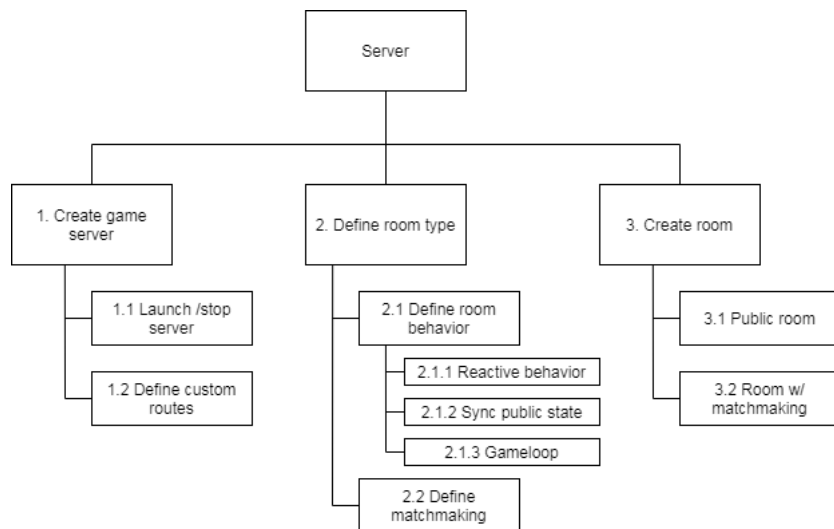 Server
1. Create game
server
2. Define room type
3. Create room
1.1 Launch /stop
server
2.1 Define room
behavior
3.1 Public room
1.2 Define custom
routes
2.1.1 Reactive behavior
2.1.2 Sync public state
2.1.3 Gameloop
3.2 Room w/
matchmaking
2.2 Define
matchmaking